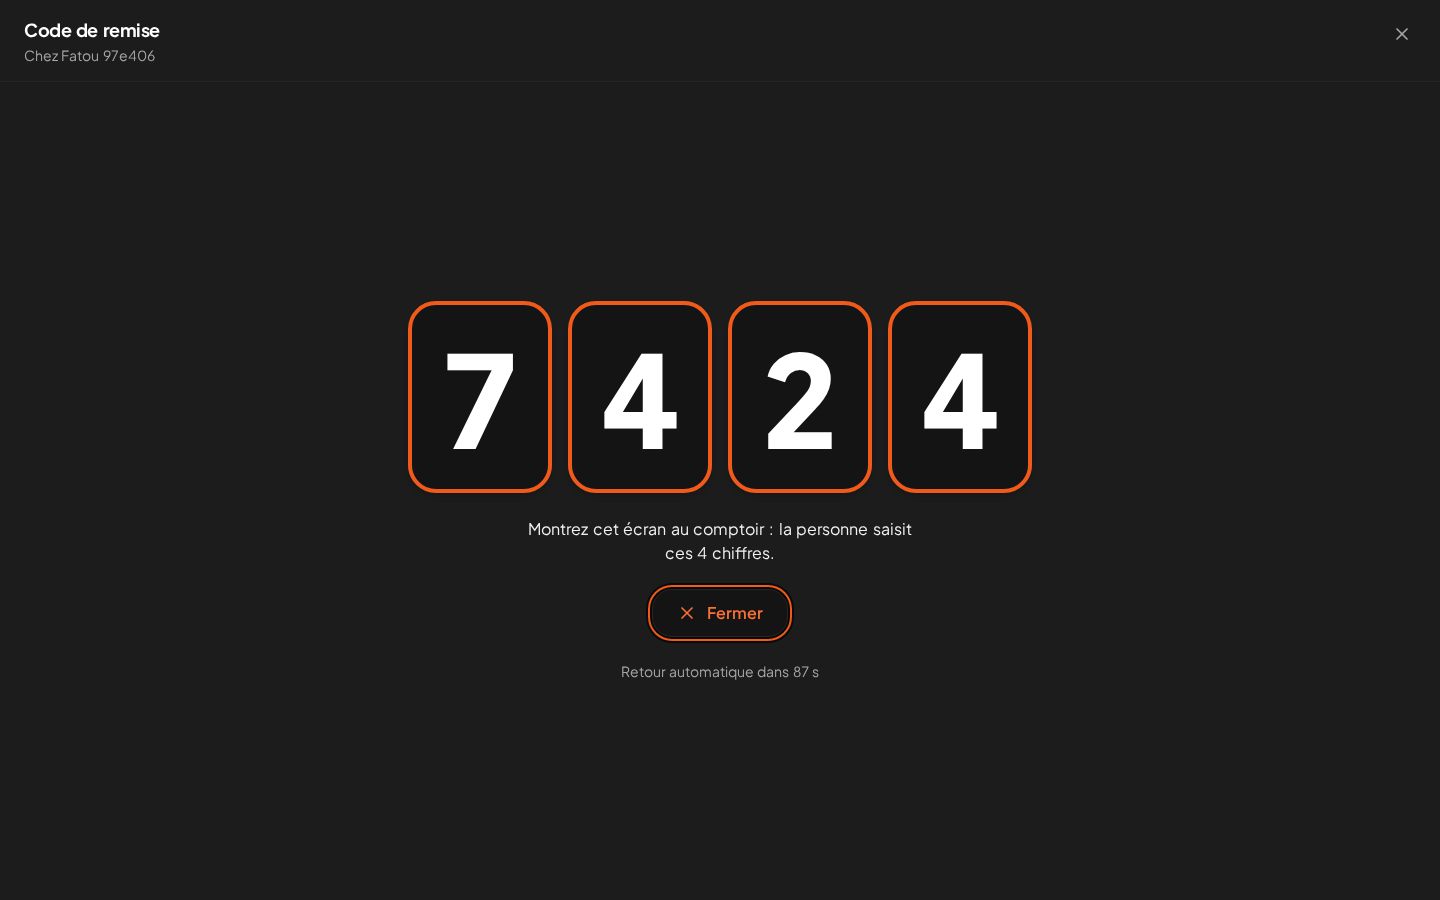 Code de remise
Chez Fatou 97e406
7 4 2 4
Montrez cet écran au comptoir : la personne saisit
ces 4 chiffres.
Fermer
Retour automatique dans 87 s